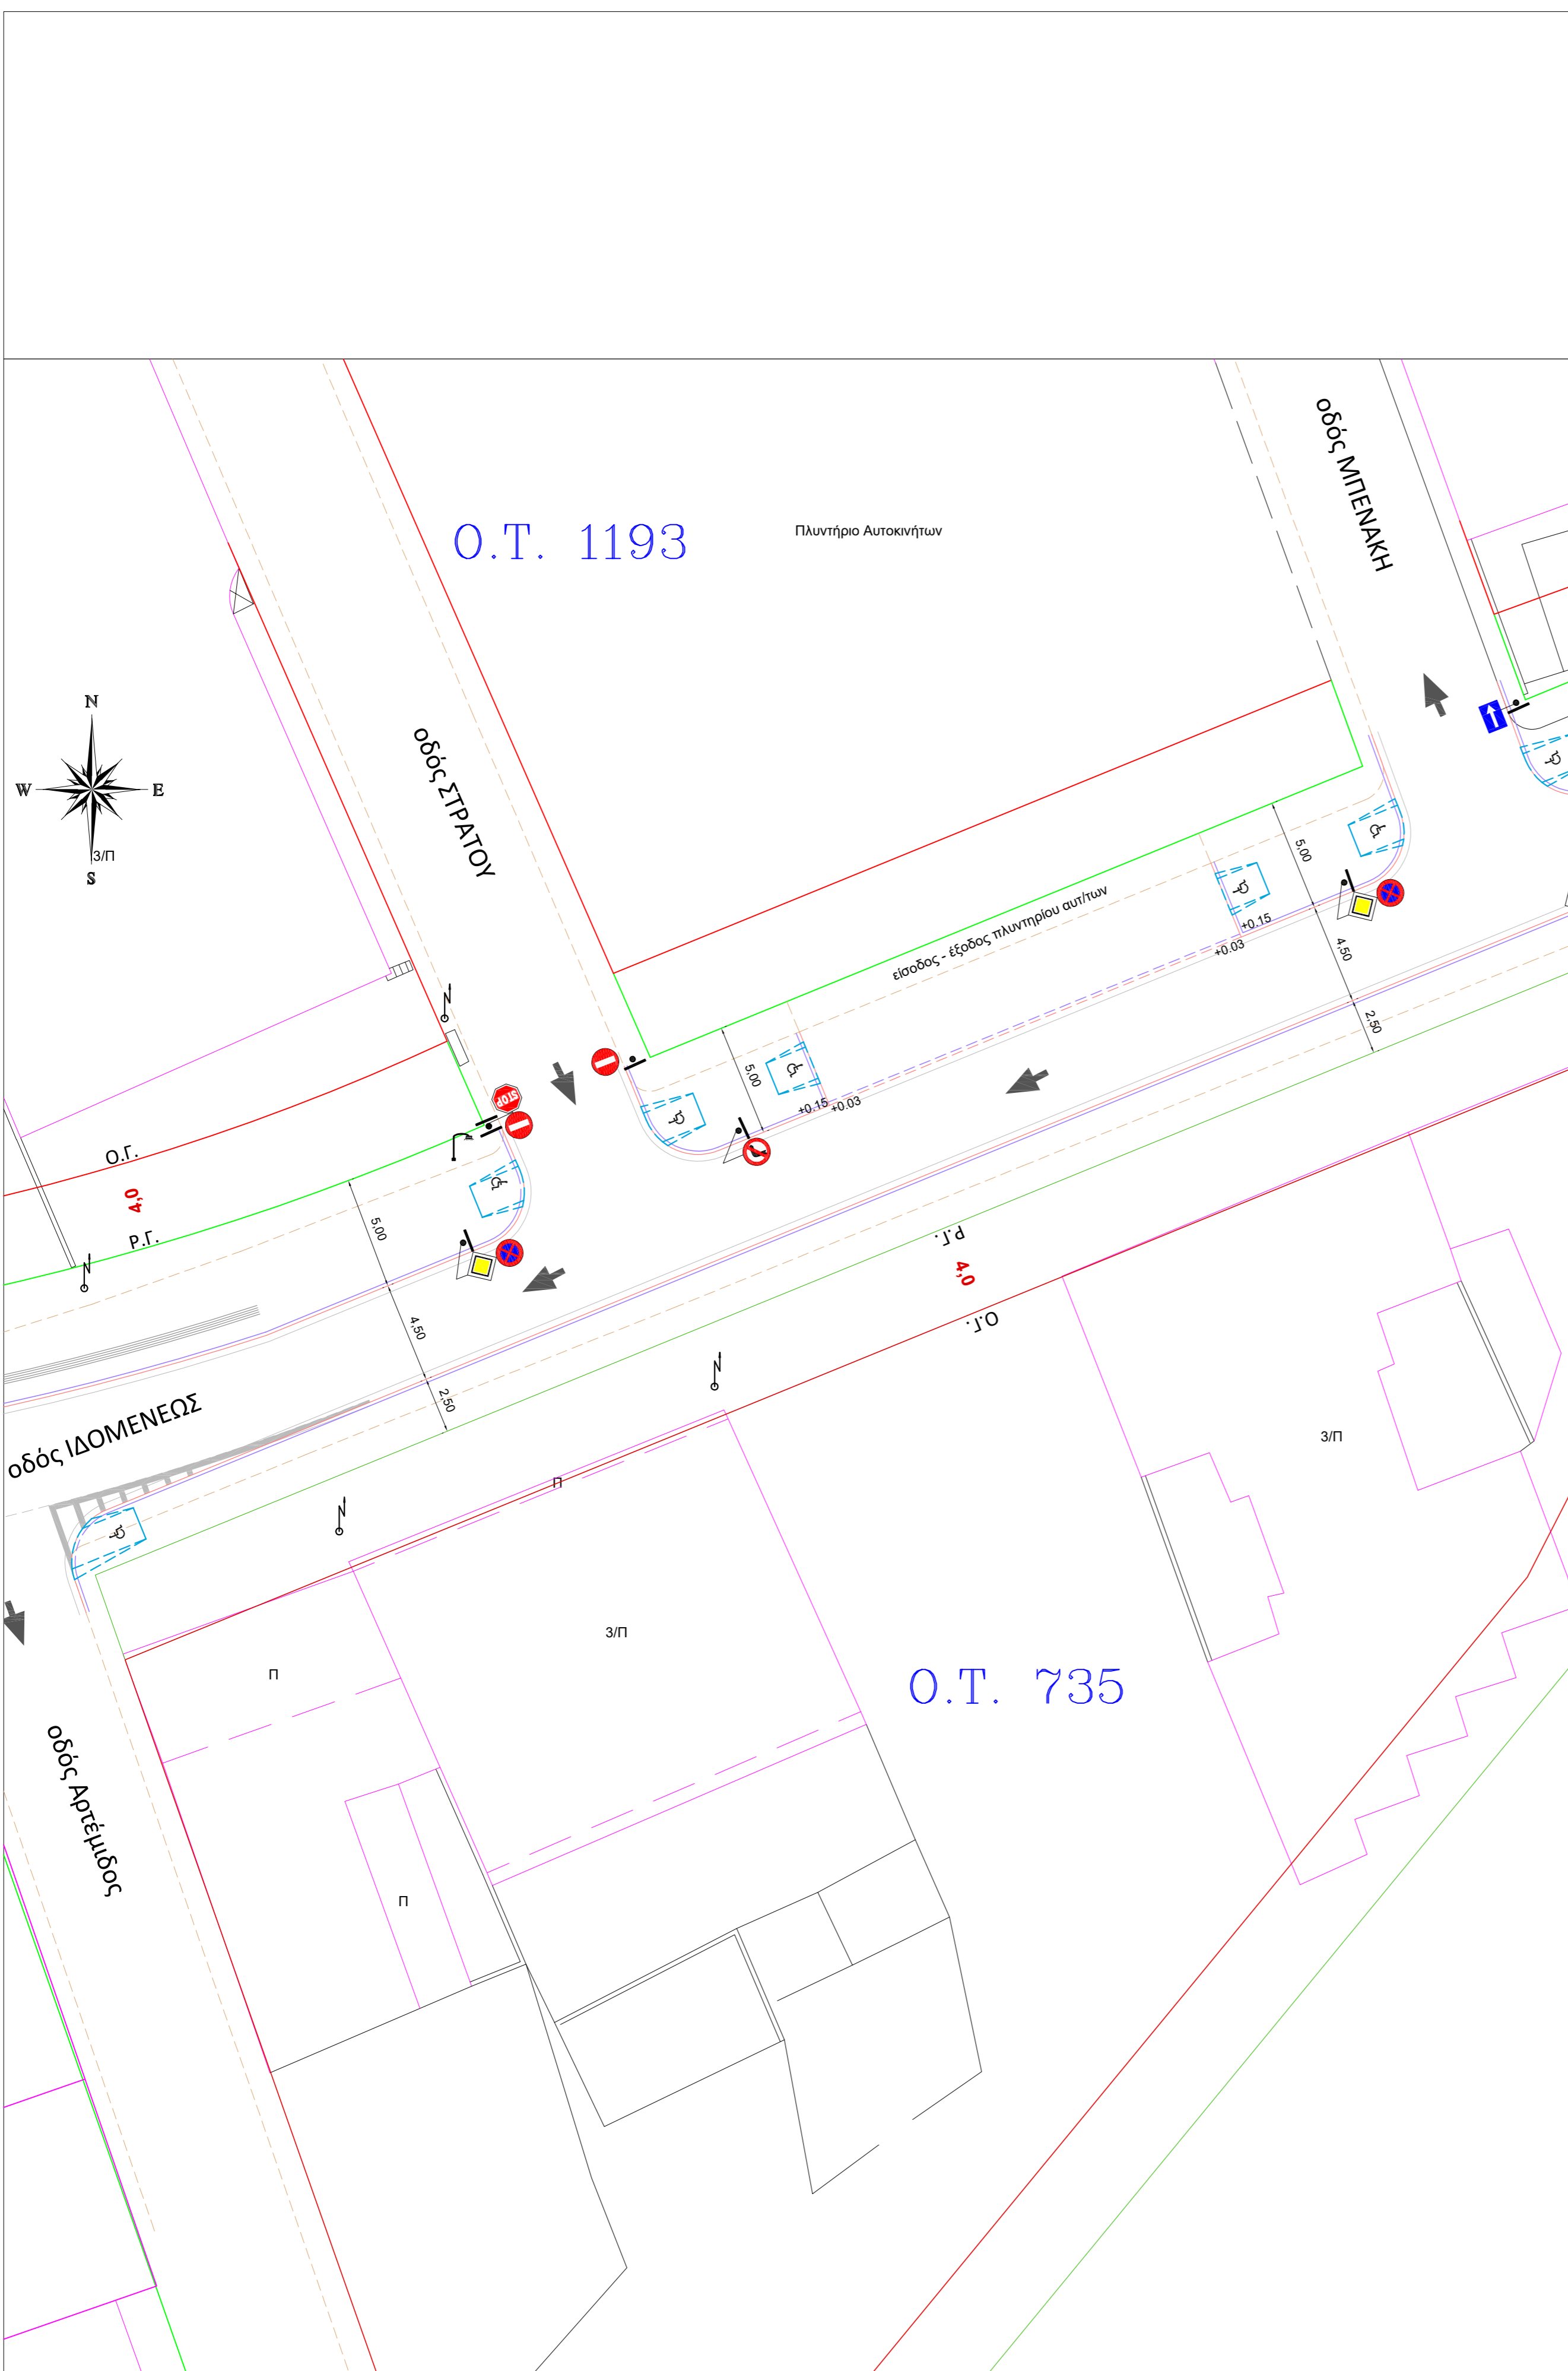 οδός ΜΠΕΝΑΚΗ
Ο.Τ. 1193
Πλυντήριο Αυτοκινήτων
N
W
E
S
3/Π
οδός ΣΤΡΑΤΟΥ
5,00
είσοδος - έξοδος πλυντηρίου αυτ/των
+0.15
+0.03
4,50
2,50
5,00
+0.15
+0.03
STOP
Ο.Γ.
4,0
Ρ.Γ.
5,00
4,50
2,50
Ρ.Γ.
4,0
Ο.Γ.
οδός ΙΔΟΜΕΝΕΩΣ
Π
3/Π
3/Π
Π
Ο.Τ. 735
οδός Αρτέμιδος
Π